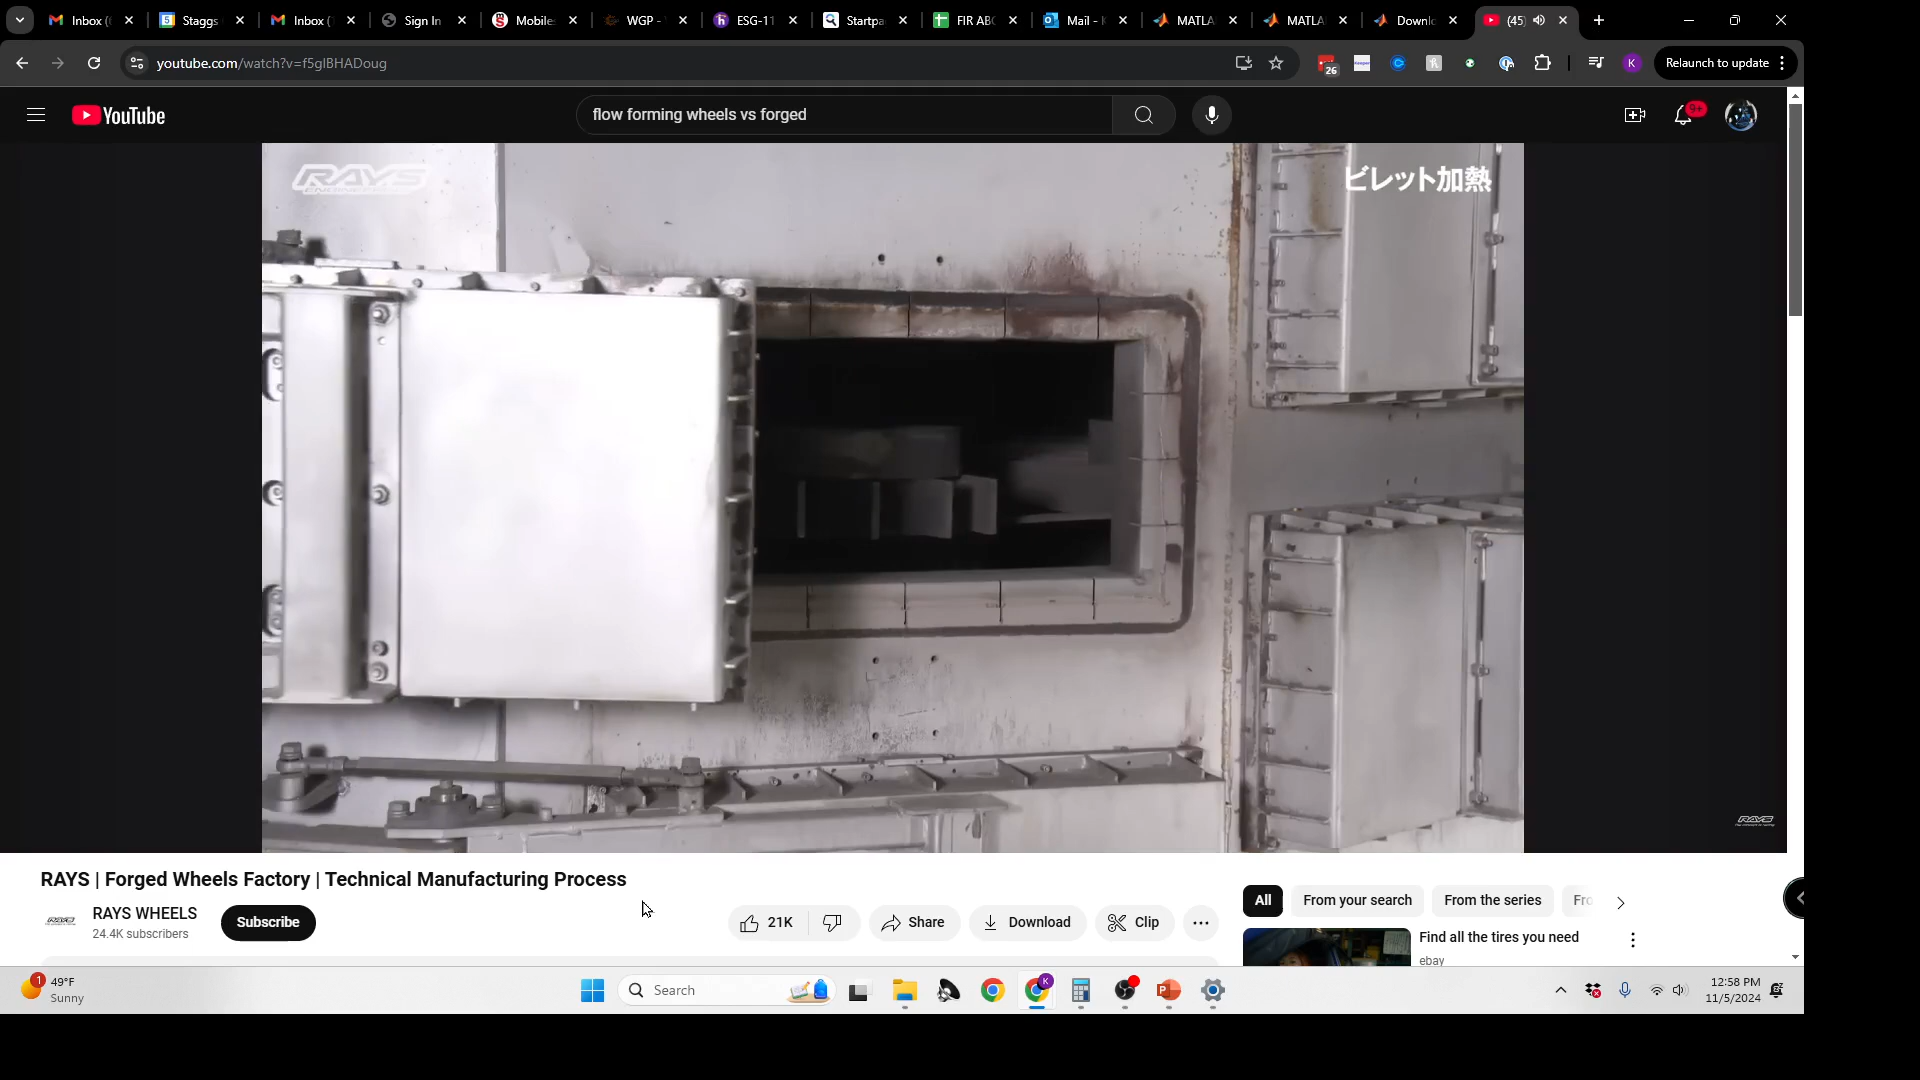 Inbox (
Staggs
Inbox (
Sign In
Mobile
WGP -
ESG-11
Startpa
FIR ABC
Mail -
MATLA
MATLA
Downlo
(45)
youtube.com/watch?v=f5glBHADoug
26
K
Relaunch to update
YouTube
flow forming wheels vs forged
9+
RAYS
ビレット加熱
RAYS
RAYS | Forged Wheels Factory | Technical Manufacturing Process
RAYS
RAYS WHEELS
24.4K subscribers
Subscribe
21K
Share
Download
Clip
All
From your search
From the series
Fro
Find all the tires you need
ebay
1
49°F
Sunny
Search
K
12:58 PM
11/5/2024